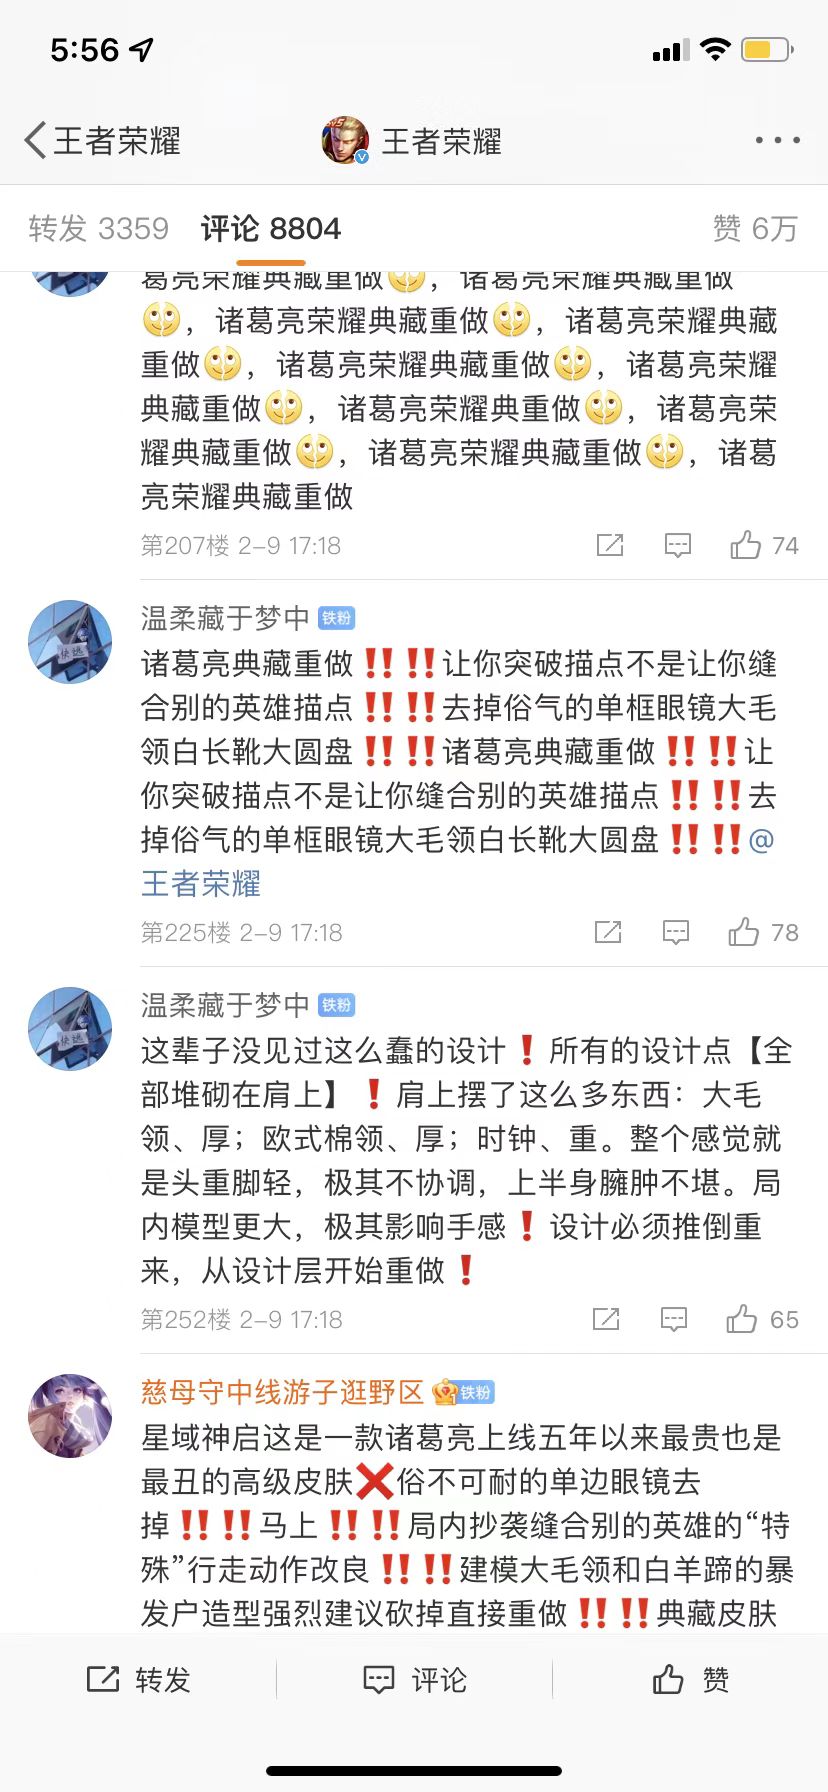 5:56
王者荣耀
王者荣耀
转发 3359 评论 8804 赞 6万
葛亮荣耀典藏重做🙄，诸葛亮荣耀典藏重做
🙄，诸葛亮荣耀典藏重做🙄，诸葛亮荣耀典藏
重做🙄，诸葛亮荣耀典藏重做🙄，诸葛亮荣耀
典藏重做🙄，诸葛亮荣耀典重做🙄，诸葛亮荣
耀典藏重做🙄，诸葛亮荣耀典藏重做🙄，诸葛
亮荣耀典藏重做
第207楼 2-9 17:18 74
温柔藏于梦中 铁粉
诸葛亮典藏重做‼️‼️让你突破描点不是让你缝
合别的英雄描点‼️‼️去掉俗气的单框眼镜大毛
领白长靴大圆盘‼️‼️诸葛亮典藏重做‼️‼️让
你突破描点不是让你缝合别的英雄描点‼️‼️去
掉俗气的单框眼镜大毛领白长靴大圆盘‼️‼️@
王者荣耀
第225楼 2-9 17:18 78
温柔藏于梦中 铁粉
这辈子没见过这么蠢的设计❗所有的设计点【全
部堆砌在肩上】❗肩上摆了这么多东西：大毛
领、厚；欧式棉领、厚；时钟、重。整个感觉就
是头重脚轻，极其不协调，上半身臃肿不堪。局
内模型更大，极其影响手感❗设计必须推倒重
来，从设计层开始重做❗
第252楼 2-9 17:18 65
慈母守中线游子逛野区 铁粉
星域神启这是一款诸葛亮上线五年以来最贵也是
最丑的高级皮肤❌俗不可耐的单边眼镜去
掉‼️‼️马上‼️‼️局内抄袭缝合别的英雄的“特
殊”行走动作改良‼️‼️建模大毛领和白羊蹄的暴
发户造型强烈建议砍掉直接重做‼️‼️典藏皮肤
转发 评论 赞